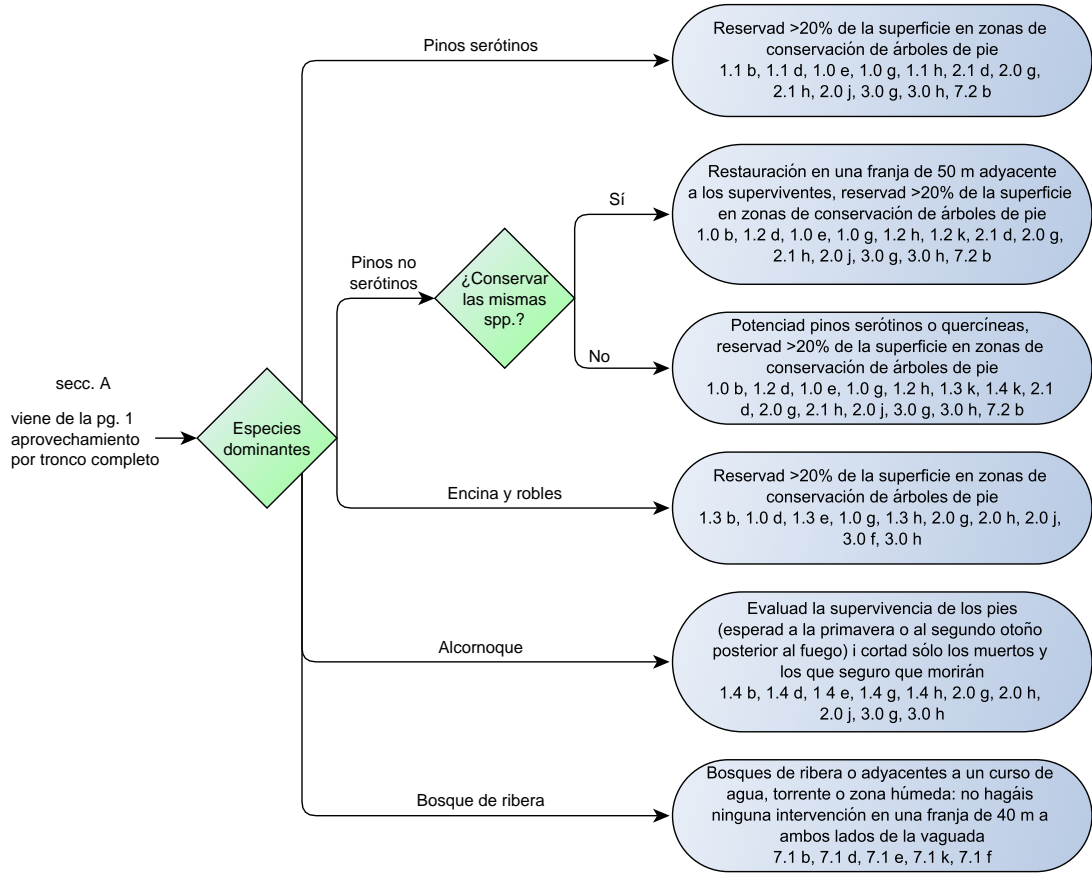 secc. A
viene de la pg. 1
aprovechamiento
por tronco completo
Especies
dominantes
Pinos serótinos
Reservad >20% de la superficie en zonas de
conservación de árboles de pie
1.1 b, 1.1 d, 1.0 e, 1.0 g, 1.1 h, 2.1 d, 2.0 g,
2.1 h, 2.0 j, 3.0 g, 3.0 h, 7.2 b
Pinos no
serótinos
¿Conservar
las mismas
spp.?
Sí
Restauración en una franja de 50 m adyacente
a los superviventes, reservad >20% de la superficie
en zonas de conservación de árboles de pie
1.0 b, 1.2 d, 1.0 e, 1.0 g, 1.2 h, 1.2 k, 2.1 d, 2.0 g,
2.1 h, 2.0 j, 3.0 g, 3.0 h, 7.2 b
No
Potenciad pinos serótinos o quercíneas,
reservad >20% de la superficie en zonas de
conservación de árboles de pie
1.0 b, 1.2 d, 1.0 e, 1.0 g, 1.2 h, 1.3 k, 1.4 k, 2.1
d, 2.0 g, 2.1 h, 2.0 j, 3.0 g, 3.0 h, 7.2 b
Encina y robles
Reservad >20% de la superficie en zonas de
conservación de árboles de pie
1.3 b, 1.0 d, 1.3 e, 1.0 g, 1.3 h, 2.0 g, 2.0 h, 2.0 j,
3.0 f, 3.0 h
Alcornoque
Evaluad la supervivencia de los pies
(esperad a la primavera o al segundo otoño
posterior al fuego) i cortad sólo los muertos y
los que seguro que morirán
1.4 b, 1.4 d, 1 4 e, 1.4 g, 1.4 h, 2.0 g, 2.0 h,
2.0 j, 3.0 g, 3.0 h
Bosque de ribera
Bosques de ribera o adyacentes a un curso de
agua, torrente o zona húmeda: no hagáis
ninguna intervención en una franja de 40 m a
ambos lados de la vaguada
7.1 b, 7.1 d, 7.1 e, 7.1 k, 7.1 f